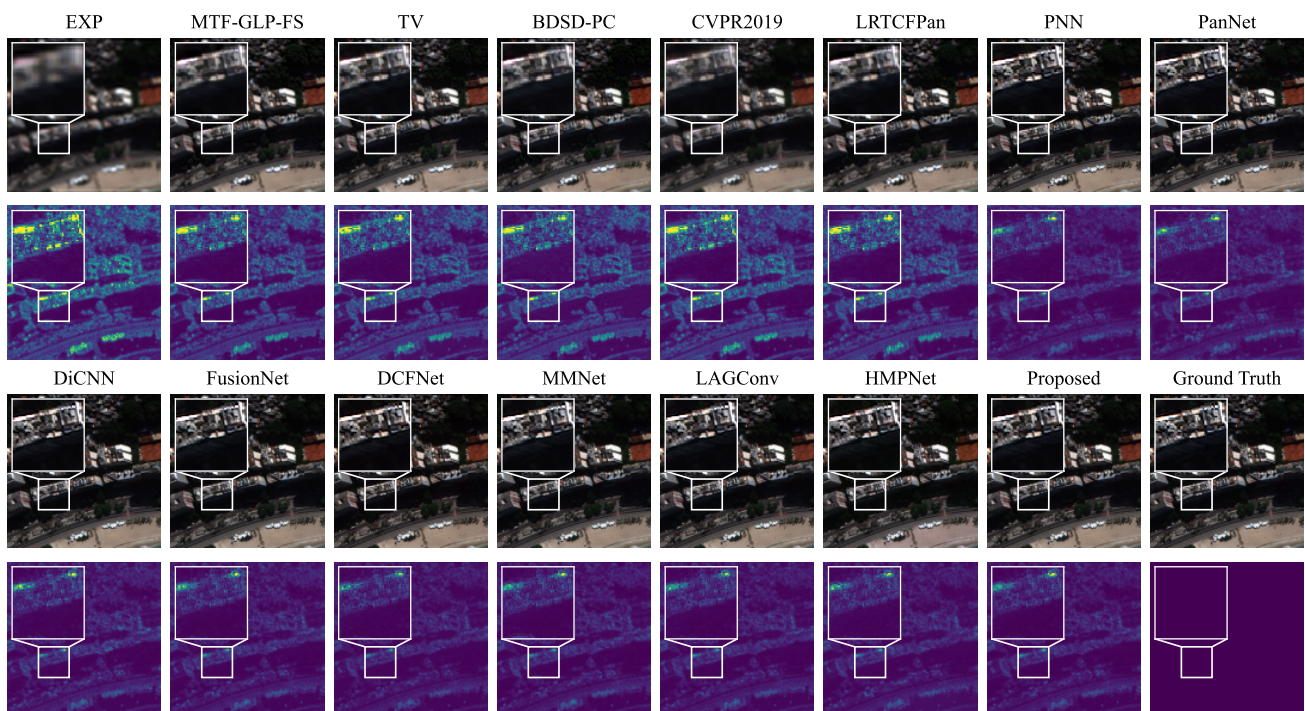 EXP MTF-GLP-FS TV BDSD-PC CVPR2019 LRTCFPan PNN PanNet
DiCNN FusionNet DCFNet MMNet LAGConv HMPNet Proposed Ground Truth